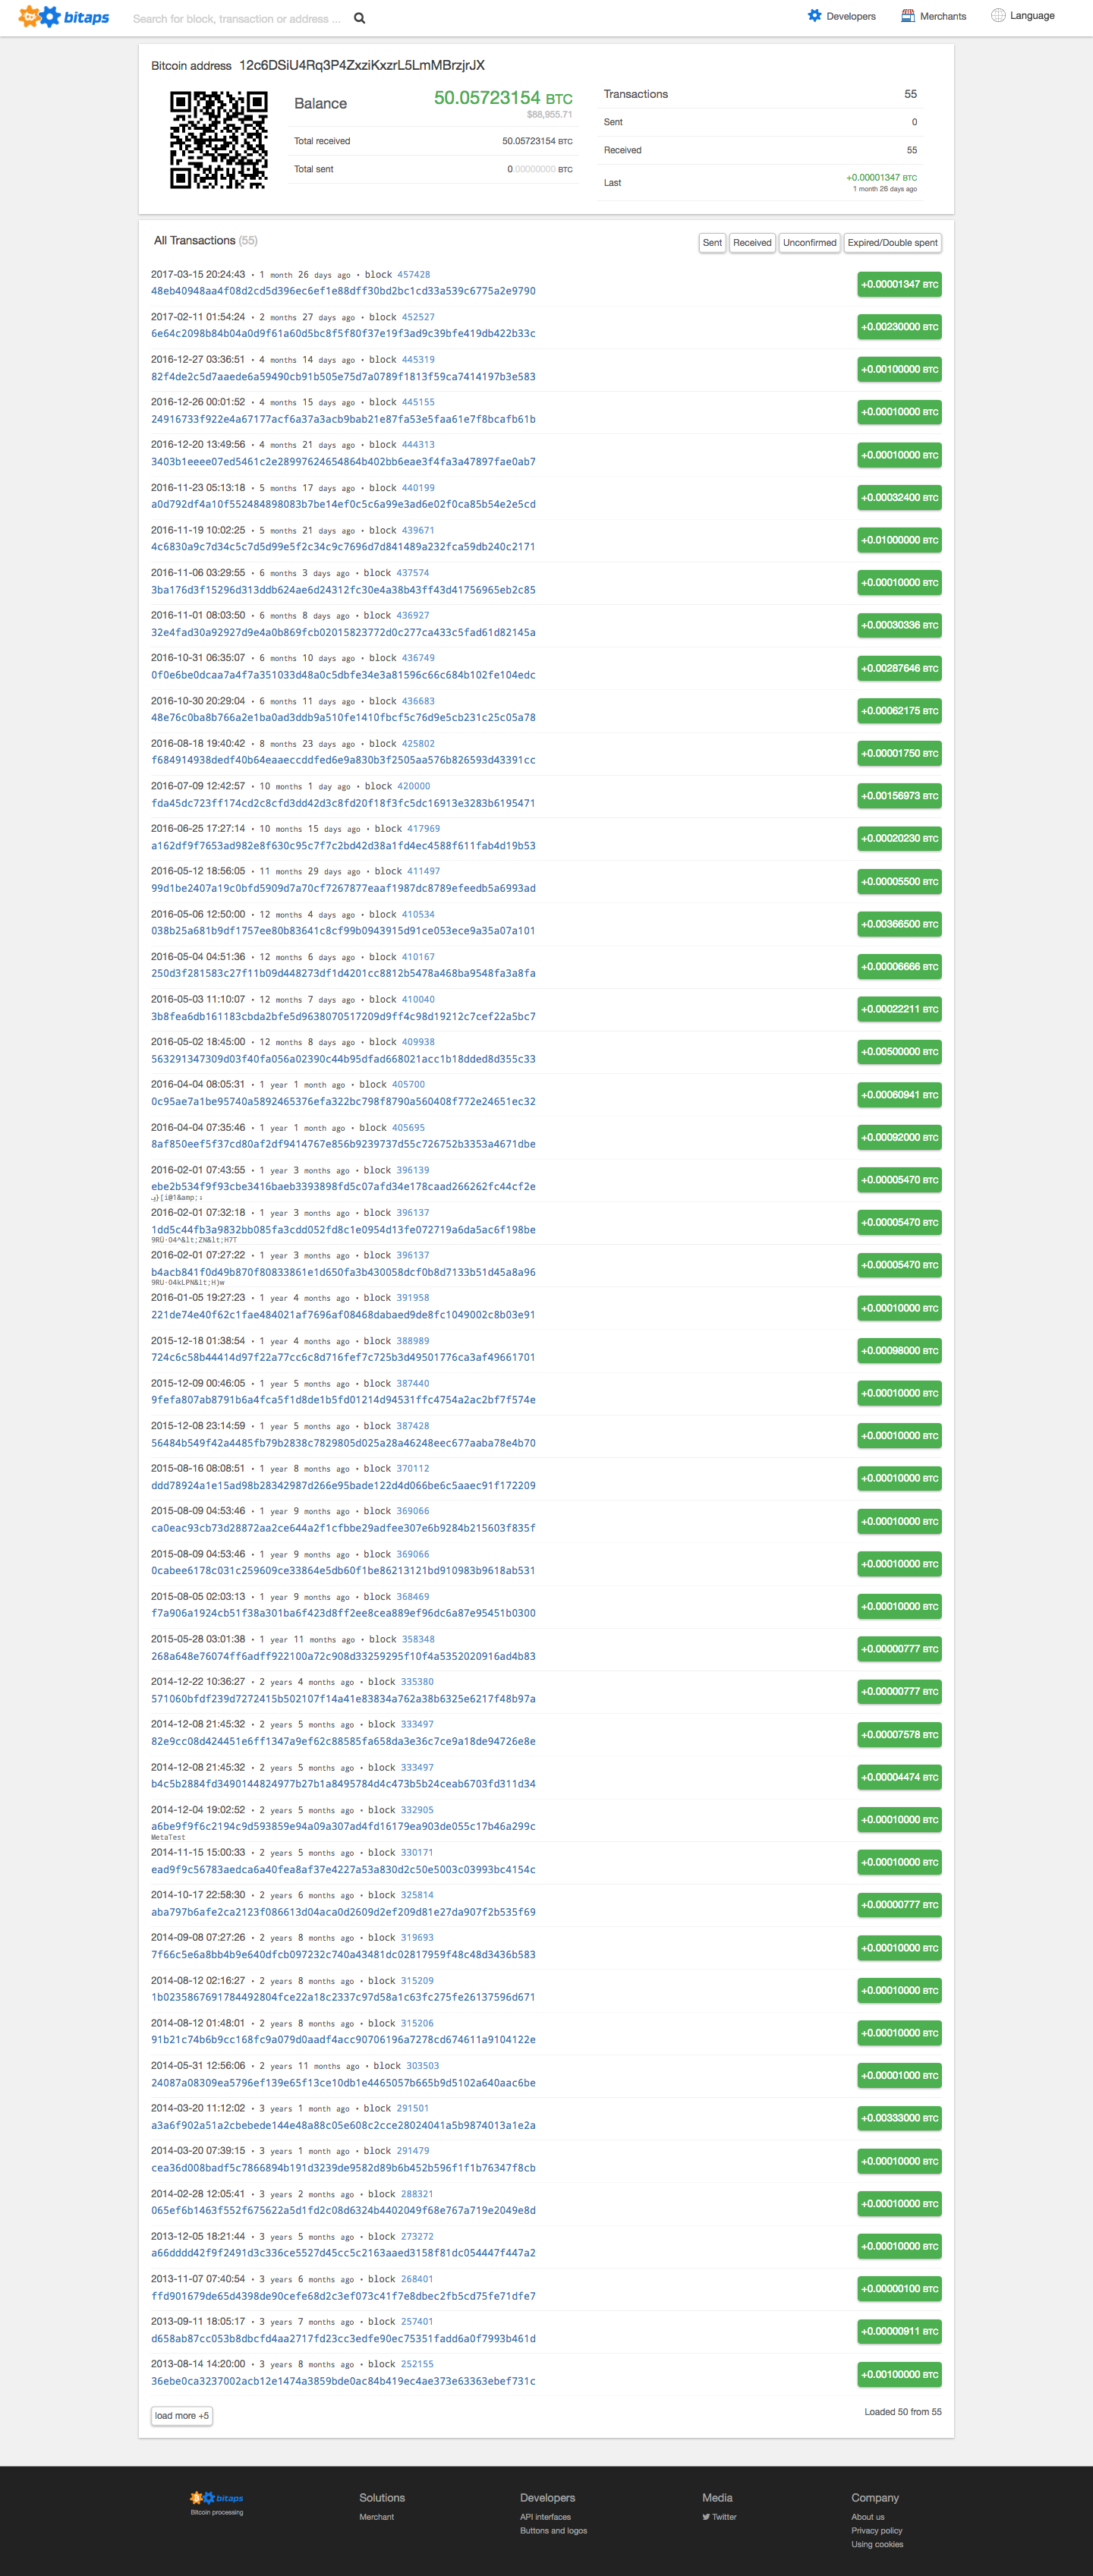 bitaps
Search for block, transaction or address ...
Developers
Merchants
Language
Bitcoin address 12c6DSiU4Rq3P4ZxziKxzrL5LmMBrzjrJX
Balance 50.05723154 BTC
$88,955.71
Total received 50.05723154 BTC
Total sent 0.00000000 BTC
Transactions 55
Sent 0
Received 55
Last +0.00001347 BTC
1 month 26 days ago
All Transactions (55)
Sent Received Unconfirmed Expired/Double spent
2017-03-15 20:24:43 • 1 month 26 days ago • block 457428
48eb40948aa4f08d2cd5d396ec6ef1e88dff30bd2bc1cd33a539c6775a2e9790
+0.00001347 BTC
2017-02-11 01:54:24 • 2 months 27 days ago • block 452527
6e64c2098b84b04a0d9f61a60d5bc8f5f80f37e19f3ad9c39bfe419db422b33c
+0.00230000 BTC
2016-12-27 03:36:51 • 4 months 14 days ago • block 445319
82f4de2c5d7aaede6a59490cb91b505e75d7a0789f1813f59ca7414197b3e583
+0.00100000 BTC
2016-12-26 00:01:52 • 4 months 15 days ago • block 445155
24916733f922e4a67177acf6a37a3acb9bab21e87fa53e5faa61e7f8bcafb61b
+0.00010000 BTC
2016-12-20 13:49:56 • 4 months 21 days ago • block 444313
3403b1eeee07ed5461c2e28997624654864b402bb6eae3f4fa3a47897fae0ab7
+0.00010000 BTC
2016-11-23 05:13:18 • 5 months 17 days ago • block 440199
a0d792df4a10f552484898083b7be14ef0c5c6a99e3ad6e02f0ca85b54e2e5cd
+0.00032400 BTC
2016-11-19 10:02:25 • 5 months 21 days ago • block 439671
4c6830a9c7d34c5c7d5d99e5f2c34c9c7696d7d841489a232fca59db240c2171
+0.01000000 BTC
2016-11-06 03:29:55 • 6 months 3 days ago • block 437574
3ba176d3f15296d313ddb624ae6d24312fc30e4a38b43ff43d41756965eb2c85
+0.00010000 BTC
2016-11-01 08:03:50 • 6 months 8 days ago • block 436927
32e4fad30a92927d9e4a0b869fcb02015823772d0c277ca433c5fad61d82145a
+0.00030336 BTC
2016-10-31 06:35:07 • 6 months 10 days ago • block 436749
0f0e6be0dcaa7a4f7a351033d48a0c5dbfe34e3a81596c66c684b102fe104edc
+0.00287646 BTC
2016-10-30 20:29:04 • 6 months 11 days ago • block 436683
48e76c0ba8b766a2e1ba0ad3ddb9a510fe1410fbcf5c76d9e5cb231c25c05a78
+0.00062175 BTC
2016-08-18 19:40:42 • 8 months 23 days ago • block 425802
f684914938dedf40b64eaaeccddfed6e9a830b3f2505aa576b826593d43391cc
+0.00001750 BTC
2016-07-09 12:42:57 • 10 months 1 day ago • block 420000
fda45dc723ff174cd2c8cfd3dd42d3c8fd20f18f3fc5dc16913e3283b6195471
+0.00156973 BTC
2016-06-25 17:27:14 • 10 months 15 days ago • block 417969
a162df9f7653ad982e8f630c95c7f7c2bd42d38a1fd4ec4588f611fab4d19b53
+0.00020230 BTC
2016-05-12 18:56:05 • 11 months 29 days ago • block 411497
99d1be2407a19c0bfd5909d7a70cf7267877eaaf1987dc8789efeedb5a6993ad
+0.00005500 BTC
2016-05-06 12:50:00 • 12 months 4 days ago • block 410534
038b25a681b9df1757ee80b83641c8cf99b0943915d91ce053ece9a35a07a101
+0.00366500 BTC
2016-05-04 04:51:36 • 12 months 6 days ago • block 410167
250d3f281583c27f11b09d448273df1d4201cc8812b5478a468ba9548fa3a8fa
+0.00006666 BTC
2016-05-03 11:10:07 • 12 months 7 days ago • block 410040
3b8fea6db161183cbda2bfe5d9638070517209d9ff4c98d19212c7cef22a5bc7
+0.00022211 BTC
2016-05-02 18:45:00 • 12 months 8 days ago • block 409938
563291347309d03f40fa056a02390c44b95dfad668021acc1b18dded8d355c33
+0.00500000 BTC
2016-04-04 08:05:31 • 1 year 1 month ago • block 405700
0c95ae7a1be95740a5892465376efa322bc798f8790a560408f772e24651ec32
+0.00060941 BTC
2016-04-04 07:35:46 • 1 year 1 month ago • block 405695
8af850eef5f37cd80af2df9414767e856b9239737d55c726752b3353a4671dbe
+0.00092000 BTC
2016-02-01 07:43:55 • 1 year 3 months ago • block 396139
ebe2b534f9f93cbe3416baeb3393898fd5c07afd34e178caad266262fc44cf2e
+0.00005470 BTC
2016-02-01 07:32:18 • 1 year 3 months ago • block 396137
1dd5c44fb3a9832bb085fa3cdd052fd8c1e0954d13fe072719a6da5ac6f198be
+0.00005470 BTC
9RÜ·O4^&lt;ZN&lt;H7T
2016-02-01 07:27:22 • 1 year 3 months ago • block 396137
b4acb841f0d49b870f80833861e1d650fa3b430058dcf0b8d7133b51d45a8a96
+0.00005470 BTC
9RU·O4kLPN&lt;H)w
2016-01-05 19:27:23 • 1 year 4 months ago • block 391958
221de74e40f62c1fae484021af7696af08468dabaed9de8fc1049002c8b03e91
+0.00010000 BTC
2015-12-18 01:38:54 • 1 year 4 months ago • block 388989
724c6c58b44414d97f22a77cc6c8d716fef7c725b3d49501776ca3af49661701
+0.00098000 BTC
2015-12-09 00:46:05 • 1 year 5 months ago • block 387440
9fefa807ab8791b6a4fca5f1d8de1b5fd01214d94531ffc4754a2ac2bf7f574e
+0.00010000 BTC
2015-12-08 23:14:59 • 1 year 5 months ago • block 387428
56484b549f42a4485fb79b2838c7829805d025a28a46248eec677aaba78e4b70
+0.00010000 BTC
2015-08-16 08:08:51 • 1 year 8 months ago • block 370112
ddd78924a1e15ad98b28342987d266e95bade122d4d066be6c5aaec91f172209
+0.00010000 BTC
2015-08-09 04:53:46 • 1 year 9 months ago • block 369066
ca0eac93cb73d28872aa2ce644a2f1cfbbe29adfee307e6b9284b215603f835f
+0.00010000 BTC
2015-08-09 04:53:46 • 1 year 9 months ago • block 369066
0cabee6178c031c259609ce33864e5db60f1be86213121bd910983b9618ab531
+0.00010000 BTC
2015-08-05 02:03:13 • 1 year 9 months ago • block 368469
f7a906a1924cb51f38a301ba6f423d8ff2ee8cea889ef96dc6a87e95451b0300
+0.00010000 BTC
2015-05-28 03:01:38 • 1 year 11 months ago • block 358348
268a648e76074ff6adff922100a72c908d33259295f10f4a5352020916ad4b83
+0.00000777 BTC
2014-12-22 10:36:27 • 2 years 4 months ago • block 335380
571060bfdf239d7272415b502107f14a41e83834a762a38b6325e6217f48b97a
+0.00000777 BTC
2014-12-08 21:45:32 • 2 years 5 months ago • block 333497
82e9cc08d424451e6ff1347a9ef62c88585fa658da3e36c7ce9a18de94726e8e
+0.00007578 BTC
2014-12-08 21:45:32 • 2 years 5 months ago • block 333497
b4c5b2884fd3490144824977b27b1a8495784d4c473b5b24ceab6703fd311d34
+0.00004474 BTC
2014-12-04 19:02:52 • 2 years 5 months ago • block 332905
a6be9f9f6c2194c9d593859e94a09a307ad4fd16179ea903de055c17b46a299c
+0.00010000 BTC
MetaTest
2014-11-15 15:00:33 • 2 years 5 months ago • block 330171
ead9f9c56783aedca6a40fea8af37e4227a53a830d2c50e5003c03993bc4154c
+0.00010000 BTC
2014-10-17 22:58:30 • 2 years 6 months ago • block 325814
aba797b6afe2ca2123f086613d04aca0d2609d2ef209d81e27da907f2b535f69
+0.00000777 BTC
2014-09-08 07:27:26 • 2 years 8 months ago • block 319693
7f66c5e6a8bb4b9e640dfcb097232c740a43481dc02817959f48c48d3436b583
+0.00010000 BTC
2014-08-12 02:16:27 • 2 years 8 months ago • block 315209
1b0235867691784492804fce22a18c2337c97d58a1c63fc275fe26137596d671
+0.00010000 BTC
2014-08-12 01:48:01 • 2 years 8 months ago • block 315206
91b21c74b6b9cc168fc9a079d0aadf4acc90706196a7278cd674611a9104122e
+0.00010000 BTC
2014-05-31 12:56:06 • 2 years 11 months ago • block 303503
24087a08309ea5796ef139e65f13ce10db1e4465057b665b9d5102a640aac6be
+0.00001000 BTC
2014-03-20 11:12:02 • 3 years 1 month ago • block 291501
a3a6f902a51a2cbebede144e48a88c05e608c2cce28024041a5b9874013a1e2a
+0.00333000 BTC
2014-03-20 07:39:15 • 3 years 1 month ago • block 291479
cea36d008badf5c7866894b191d3239de9582d89b6b452b596f1f1b76347f8cb
+0.00010000 BTC
2014-02-28 12:05:41 • 3 years 2 months ago • block 288321
065ef6b1463f552f675622a5d1fd2c08d6324b4402049f68e767a719e2049e8d
+0.00010000 BTC
2013-12-05 18:21:44 • 3 years 5 months ago • block 273272
a66dddd42f9f2491d3c336ce5527d45cc5c2163aaed3158f81dc054447f447a2
+0.00010000 BTC
2013-11-07 07:40:54 • 3 years 6 months ago • block 268401
ffd901679de65d4398de90cefe68d2c3ef073c41f7e8dbec2fb5cd75fe71dfe7
+0.00000100 BTC
2013-09-11 18:05:17 • 3 years 7 months ago • block 257401
d658ab87cc053b8dbcfd4aa2717fd23cc3edfe90ec75351fadd6a0f7993b461d
+0.00000911 BTC
2013-08-14 14:20:00 • 3 years 8 months ago • block 252155
36ebe0ca3237002acb12e1474a3859bde0ac84b419ec4ae373e63363ebef731c
+0.00100000 BTC
load more +5
Loaded 50 from 55
bitaps
Bitcoin processing
Solutions
Merchant
Developers
API interfaces
Buttons and logos
Media
Twitter
Company
About us
Privacy policy
Using cookies